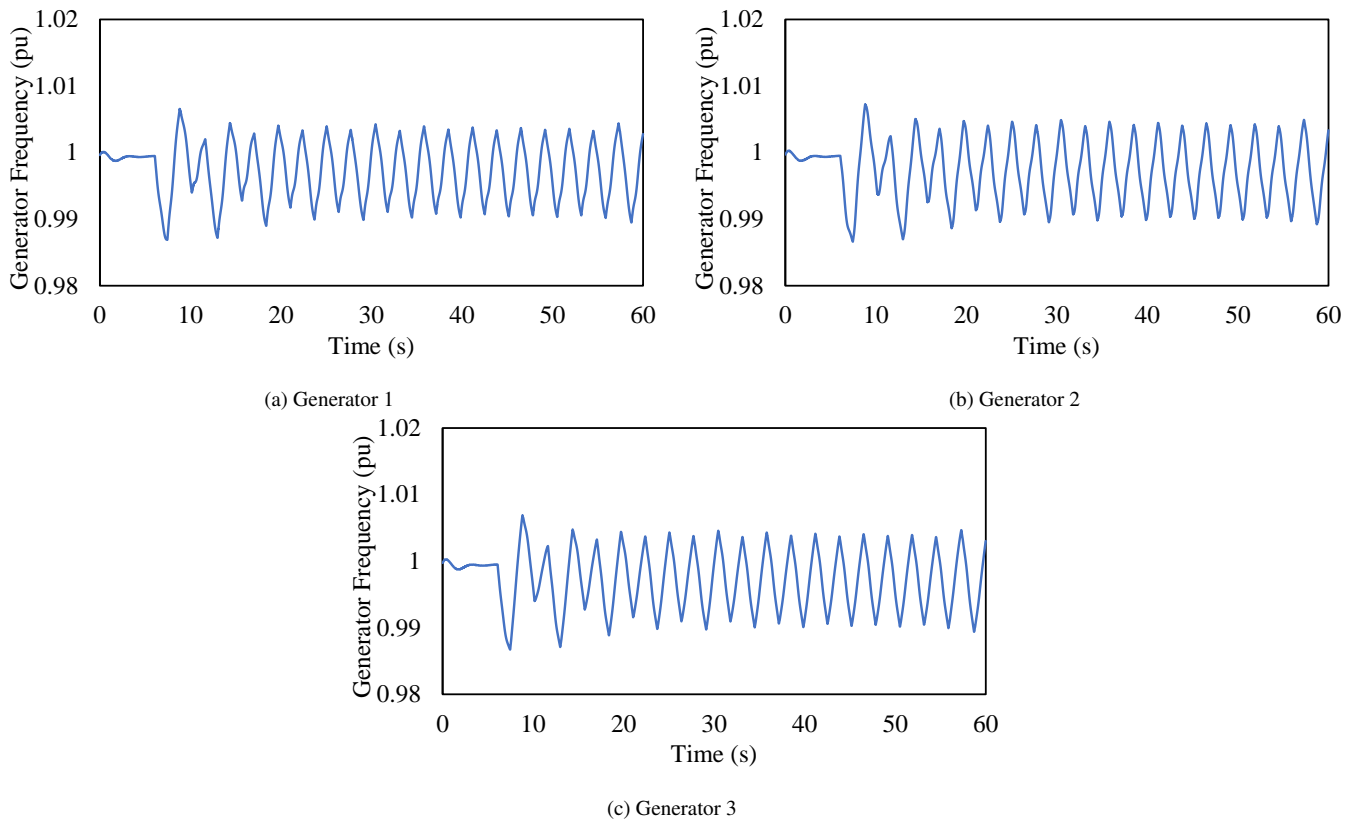 Generator Frequency (pu)
1.02
1.01
1
0.99
0.98
0 10 20 30 40 50 60
Time (s)
(a) Generator 1
Generator Frequency (pu)
1.02
1.01
1
0.99
0.98
0 10 20 30 40 50 60
Time (s)
(b) Generator 2
Generator Frequency (pu)
1.02
1.01
1
0.99
0.98
0 10 20 30 40 50 60
Time (s)
(c) Generator 3